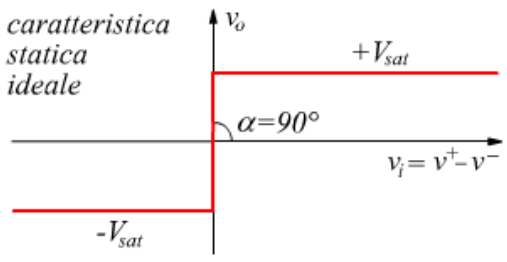 caratteristica
statica
ideale
vₒ
+Vsat
α=90°
vᵢ = v⁺–v⁻
-Vsat